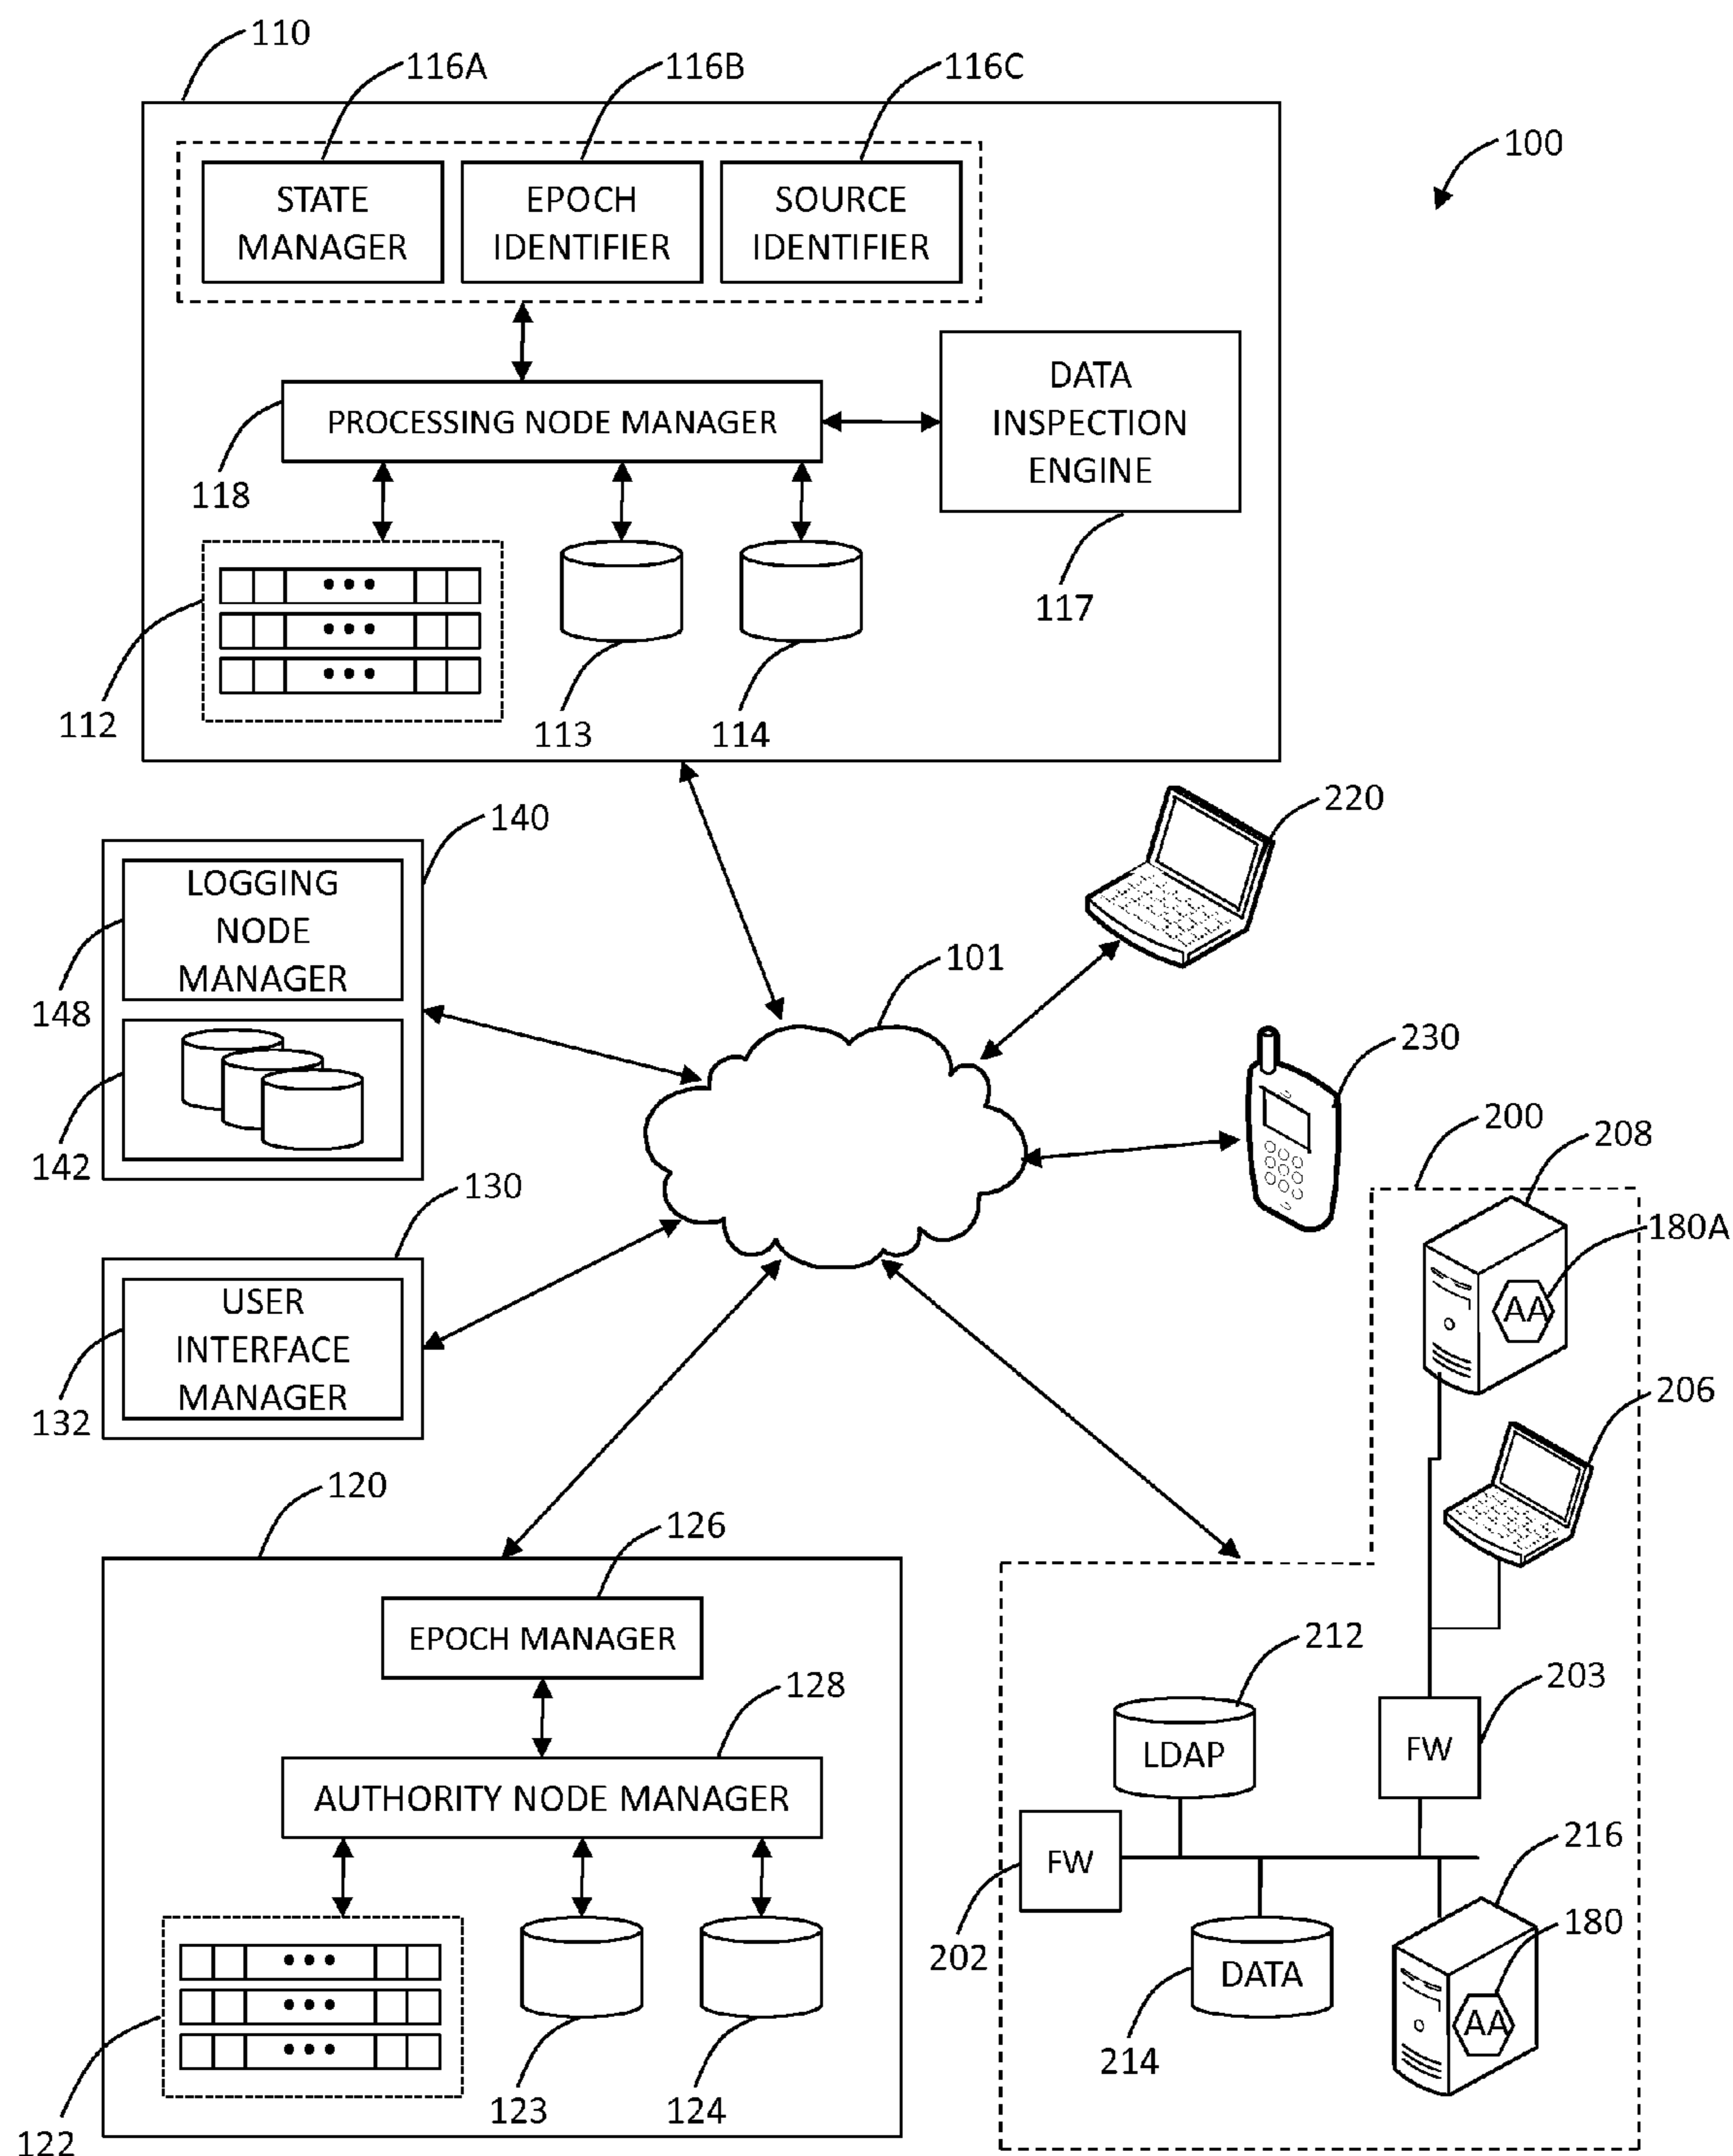 110
116A
116B
116C
100
STATE
MANAGER
EPOCH
IDENTIFIER
SOURCE
IDENTIFIER
DATA
INSPECTION
ENGINE
PROCESSING NODE MANAGER
118
117
112
113
114
220
140
LOGGING
NODE
MANAGER
148
101
142
230
200
208
180A
AA
130
USER
INTERFACE
MANAGER
132
206
120
126
EPOCH MANAGER
212
203
128
LDAP
FW
AUTHORITY NODE MANAGER
216
FW
180
202
DATA
AA
214
123
124
122